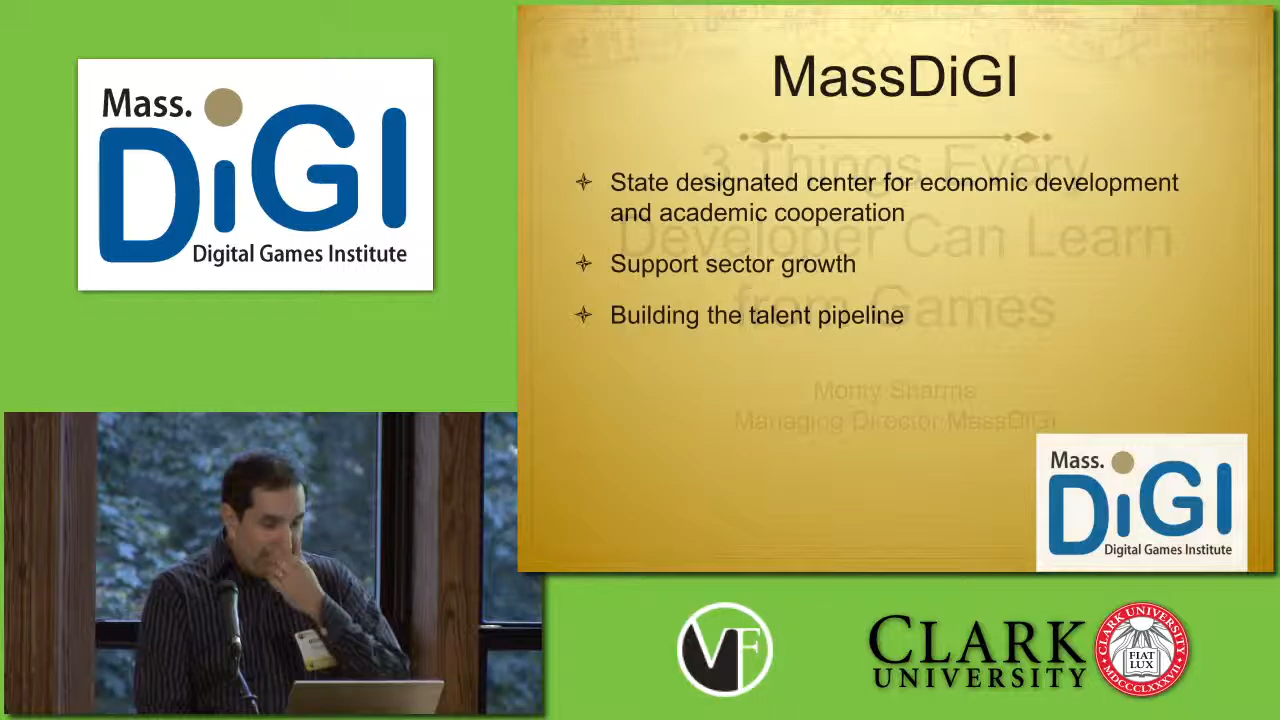 Mass.
DiGI
Digital Games Institute
MassDiGI
State designated center for economic development
and academic cooperation
Support sector growth
Building the talent pipeline
3 Things Every
Developer Can Learn
from Games
Monty Sharma
Managing Director MassDIGI
Mass.
DiGI
Digital Games Institute
VF
CLARK
UNIVERSITY
CLARK UNIVERSITY
FIAT
LUX
MDCCCLXXXVII